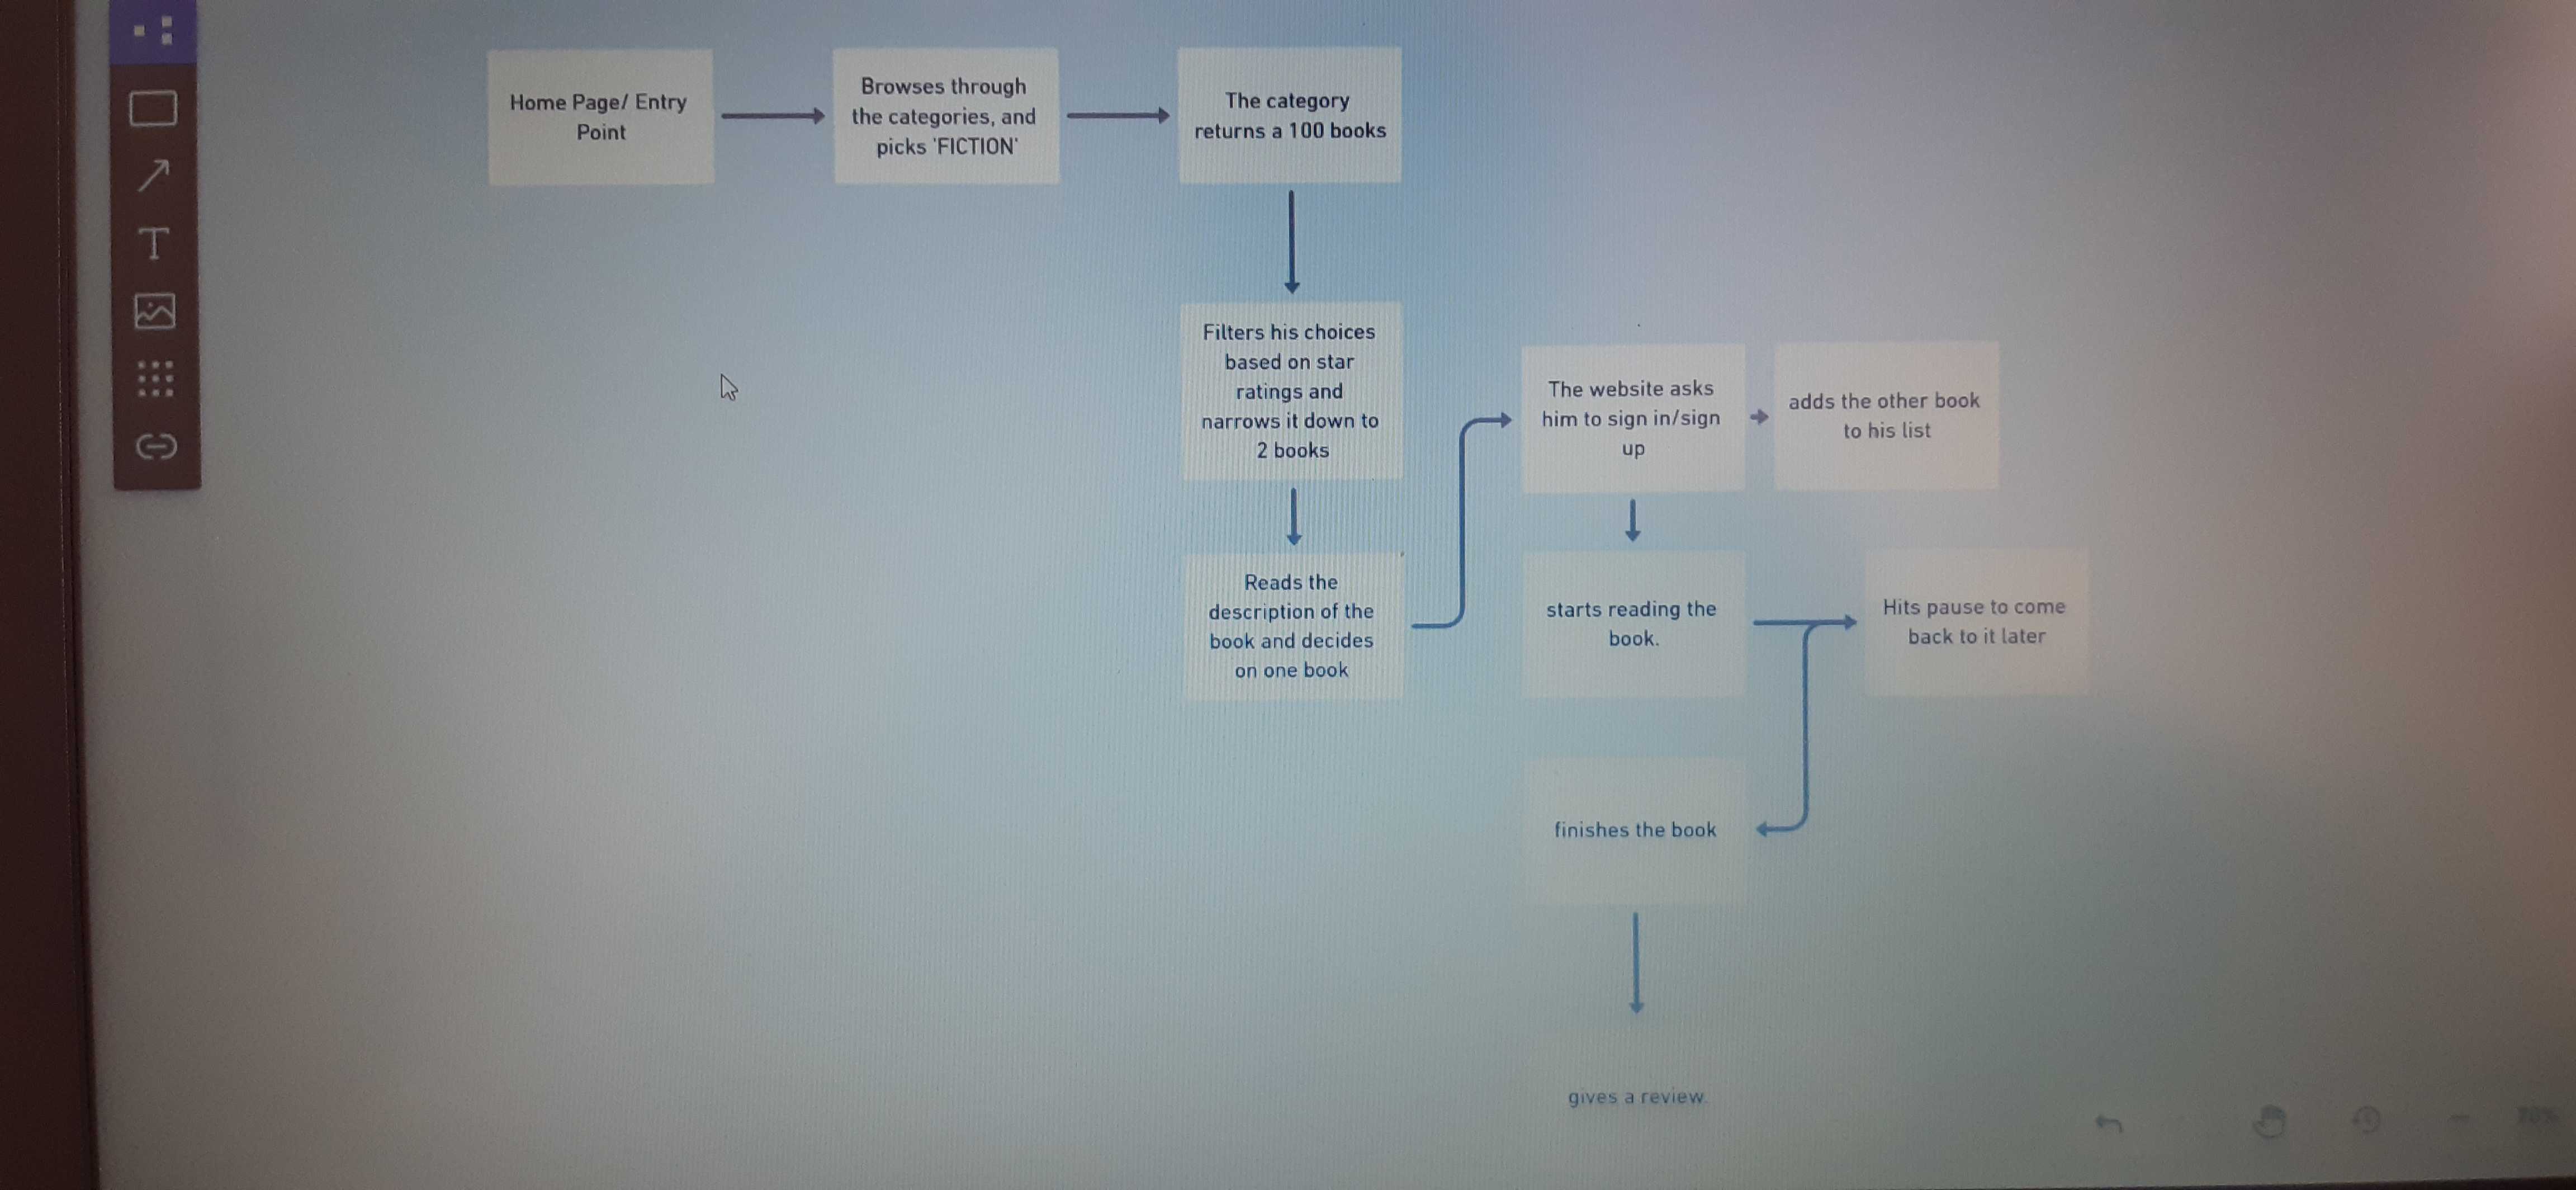 Home Page/ Entry
Point
Browses through
the categories, and
picks 'FICTION'
The category
returns a 100 books
Filters his choices
based on star
ratings and
narrows it down to
2 books
Reads the
description of the
book and decides
on one book
The website asks
him to sign in/sign
up
adds the other book
to his list
starts reading the
book.
Hits pause to come
back to it later
finishes the book
gives a review.
T